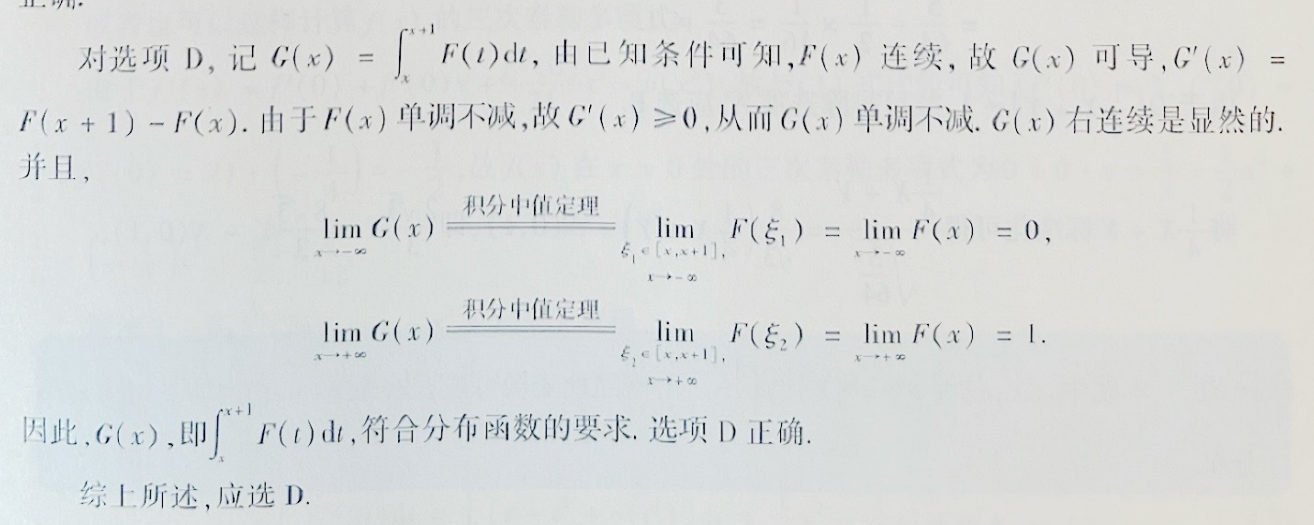 正确.
对选项 D, 记 G(x) = ∫_x^{x+1} F(t)dt, 由已知条件可知,F(x) 连续, 故 G(x) 可导,G′(x) =
F(x + 1) − F(x). 由于 F(x) 单调不减,故 G′(x) ≥ 0,从而 G(x) 单调不减. G(x) 右连续是显然的.
并且,
lim_{x→−∞} G(x) \xlongequal{积分中值定理} lim_{ξ₁∈[x,x+1], x→−∞} F(ξ₁) = lim_{x→−∞} F(x) = 0,
lim_{x→+∞} G(x) \xlongequal{积分中值定理} lim_{ξ₂∈[x,x+1], x→+∞} F(ξ₂) = lim_{x→+∞} F(x) = 1.
因此,G(x),即∫_x^{x+1} F(t)dt,符合分布函数的要求. 选项 D 正确.
综上所述,应选 D.